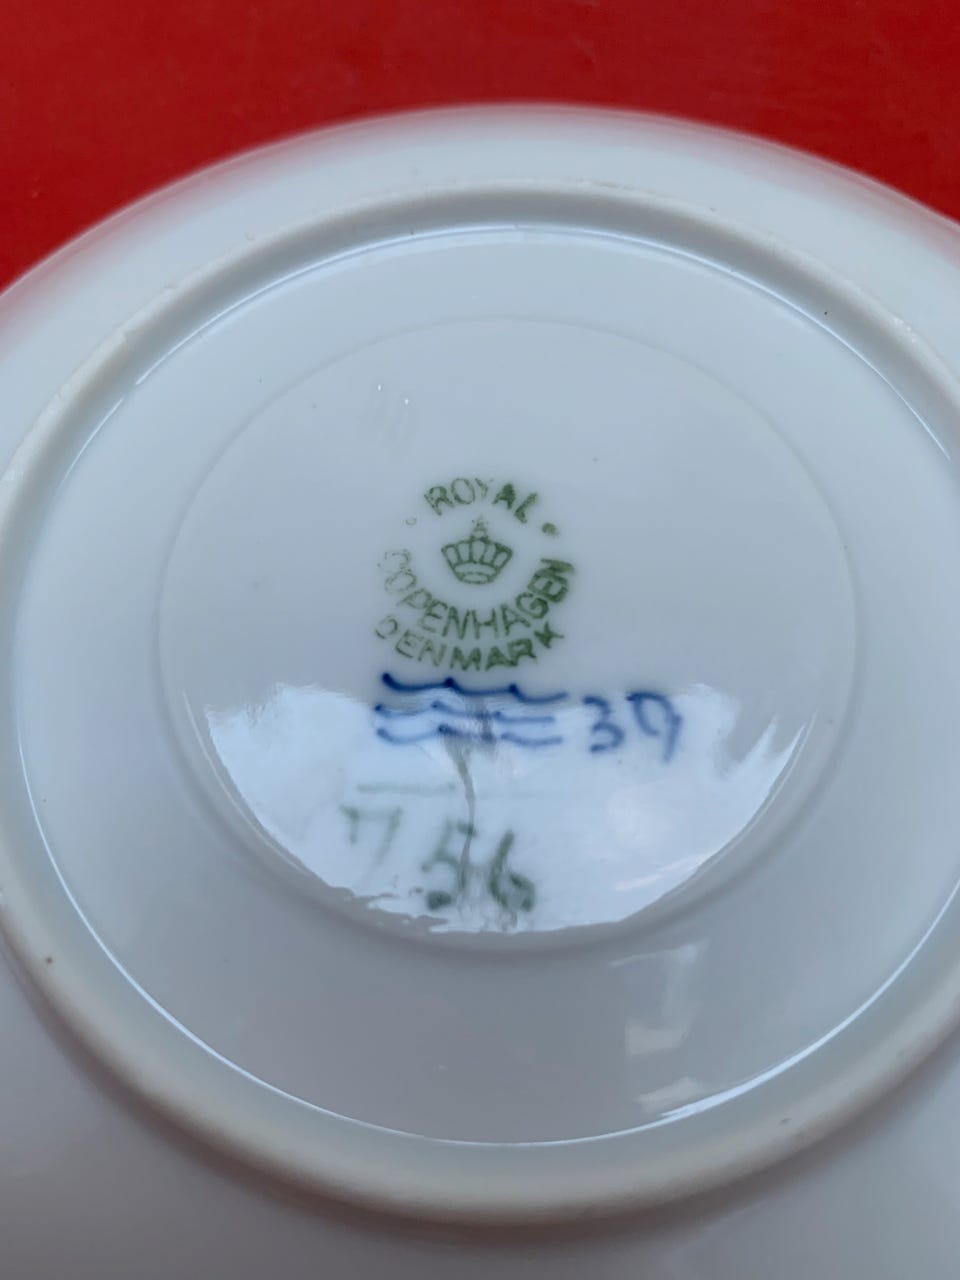 ROYAL
COPENHAGEN
DENMARK
39
756